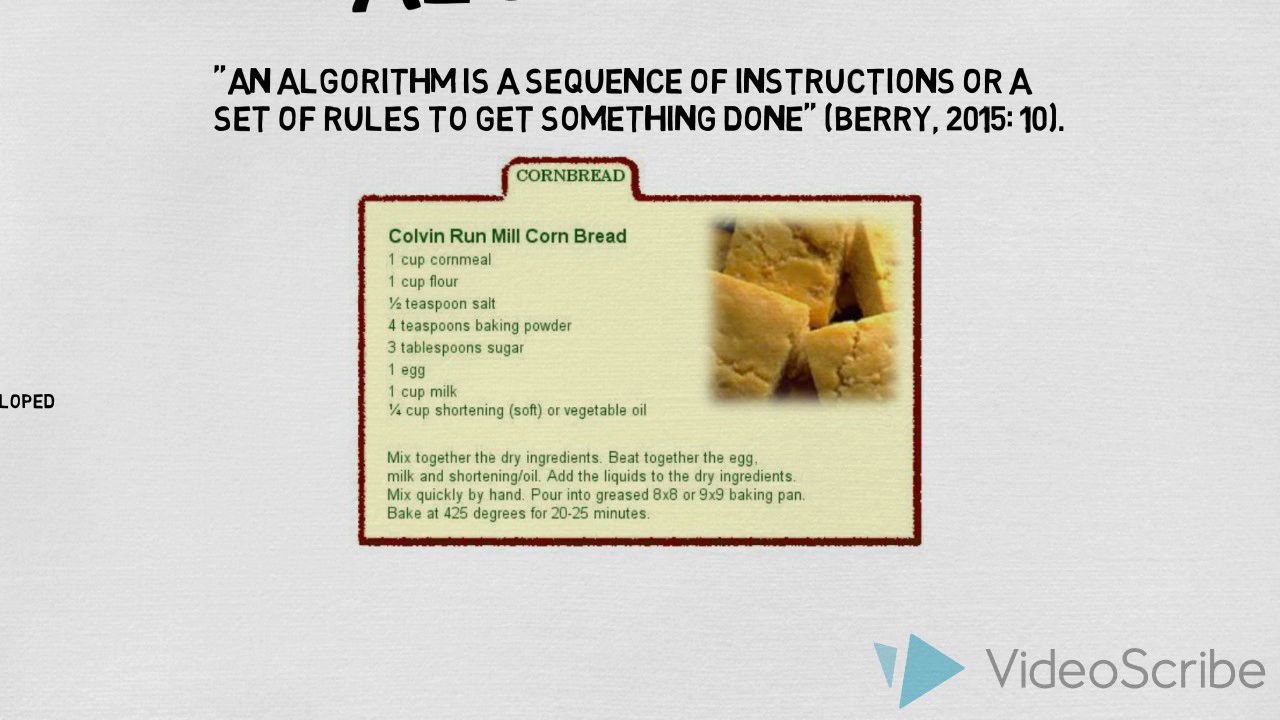 "AN ALGORITHM IS A SEQUENCE OF INSTRUCTIONS OR A
SET OF RULES TO GET SOMETHING DONE" (BERRY, 2015: 10).
CORNBREAD
Colvin Run Mill Corn Bread
1 cup cornmeal
1 cup flour
½ teaspoon salt
4 teaspoons baking powder
3 tablespoons sugar
1 egg
1 cup milk
¼ cup shortening (soft) or vegetable oil
Mix together the dry ingredients. Beat together the egg,
milk and shortening/oil. Add the liquids to the dry ingredients.
Mix quickly by hand. Pour into greased 8x8 or 9x9 baking pan.
Bake at 425 degrees for 20-25 minutes.
LOPED
VideoScribe